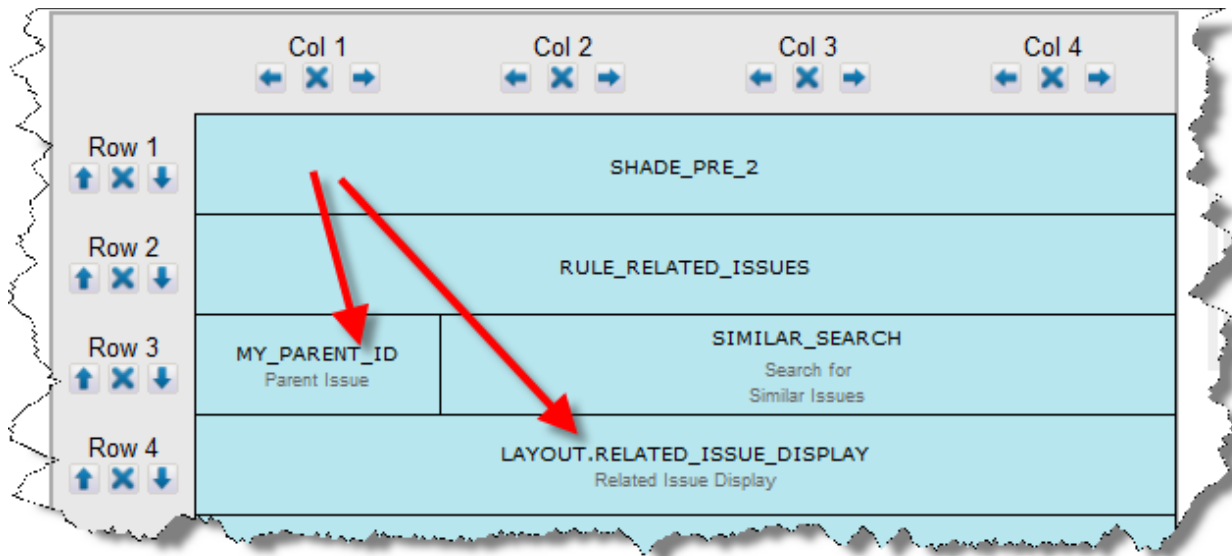 Col 1 Col 2 Col 3 Col 4
Row 1
SHADE_PRE_2
Row 2
RULE_RELATED_ISSUES
Row 3
MY_PARENT_ID
Parent Issue
SIMILAR_SEARCH
Search for
Similar Issues
Row 4
LAYOUT.RELATED_ISSUE_DISPLAY
Related Issue Display